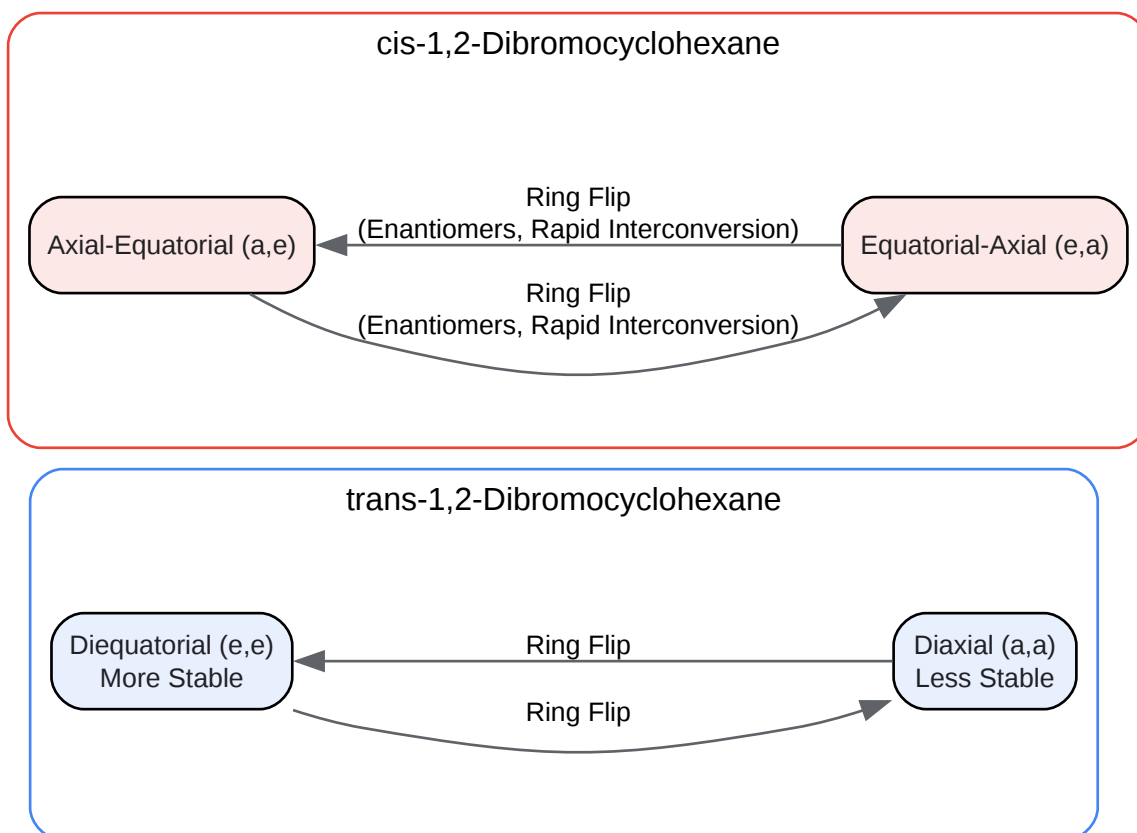 cis-1,2-Dibromocyclohexane
Ring Flip
(Enantiomers, Rapid Interconversion)
Axial-Equatorial (a,e)
Equatorial-Axial (e,a)
Ring Flip
(Enantiomers, Rapid Interconversion)
trans-1,2-Dibromocyclohexane
Diequatorial (e,e)
More Stable
Ring Flip
Diaxial (a,a)
Less Stable
Ring Flip